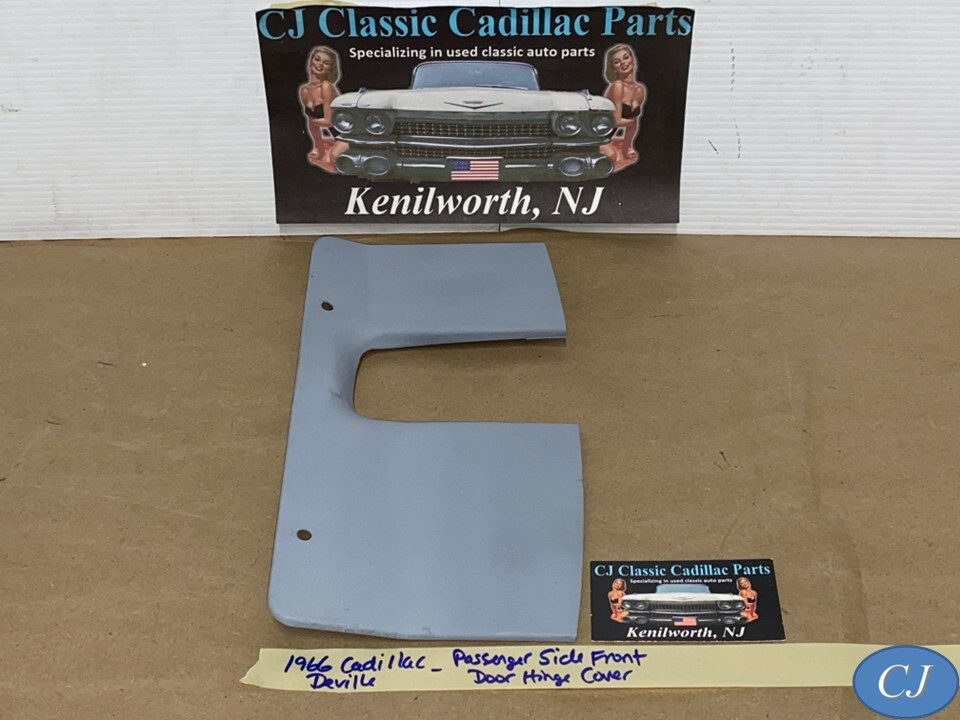 CJ Classic Cadillac Parts
Specializing in used classic auto parts
Kenilworth, NJ
CJ Classic Cadillac Parts
Specializing in used classic auto parts
Kenilworth, NJ
1966 Cadillac - Passenger Side Front
Deville Door Hinge Cover
CJ